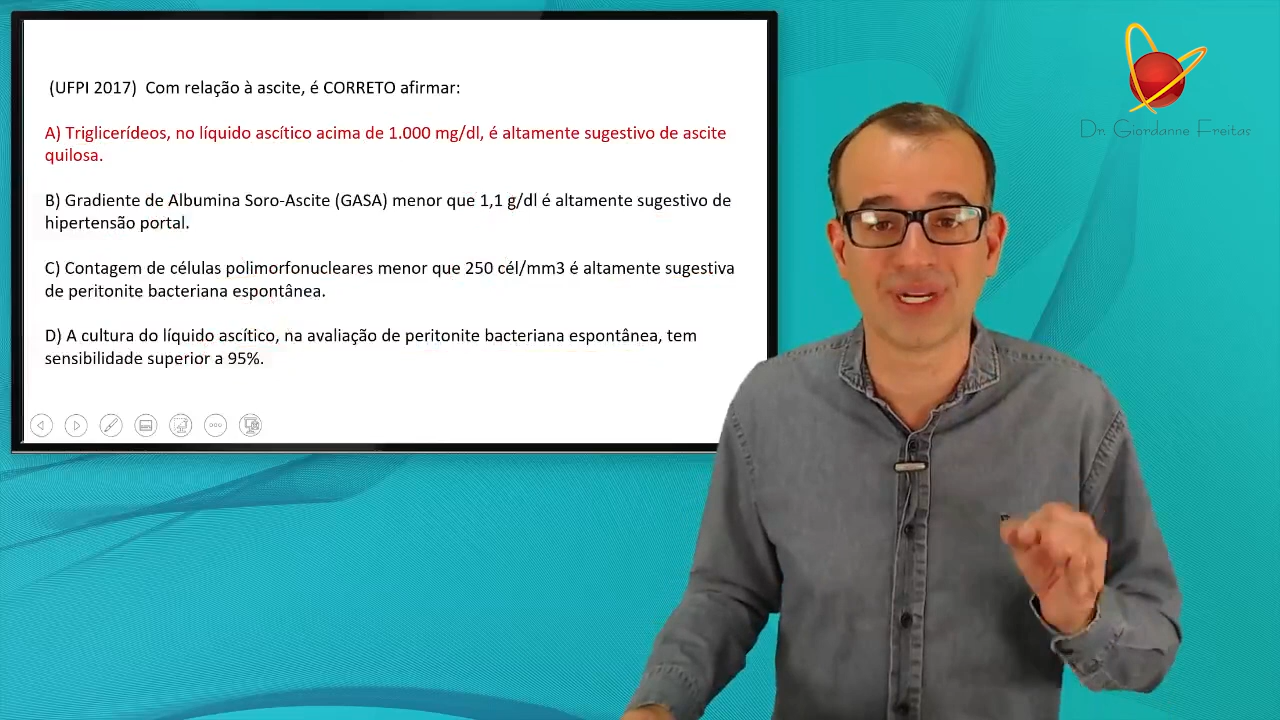 (UFPI 2017) Com relação à ascite, é CORRETO afirmar:
A) Triglicerídeos, no líquido ascítico acima de 1.000 mg/dl, é altamente sugestivo de ascite
quilosa.
B) Gradiente de Albumina Soro-Ascite (GASA) menor que 1,1 g/dl é altamente sugestivo de
hipertensão portal.
C) Contagem de células polimorfonucleares menor que 250 cél/mm3 é altamente sugestiva
de peritonite bacteriana espontânea.
D) A cultura do líquido ascítico, na avaliação de peritonite bacteriana espontânea, tem
sensibilidade superior a 95%.
Dr. Giordanne Freitas